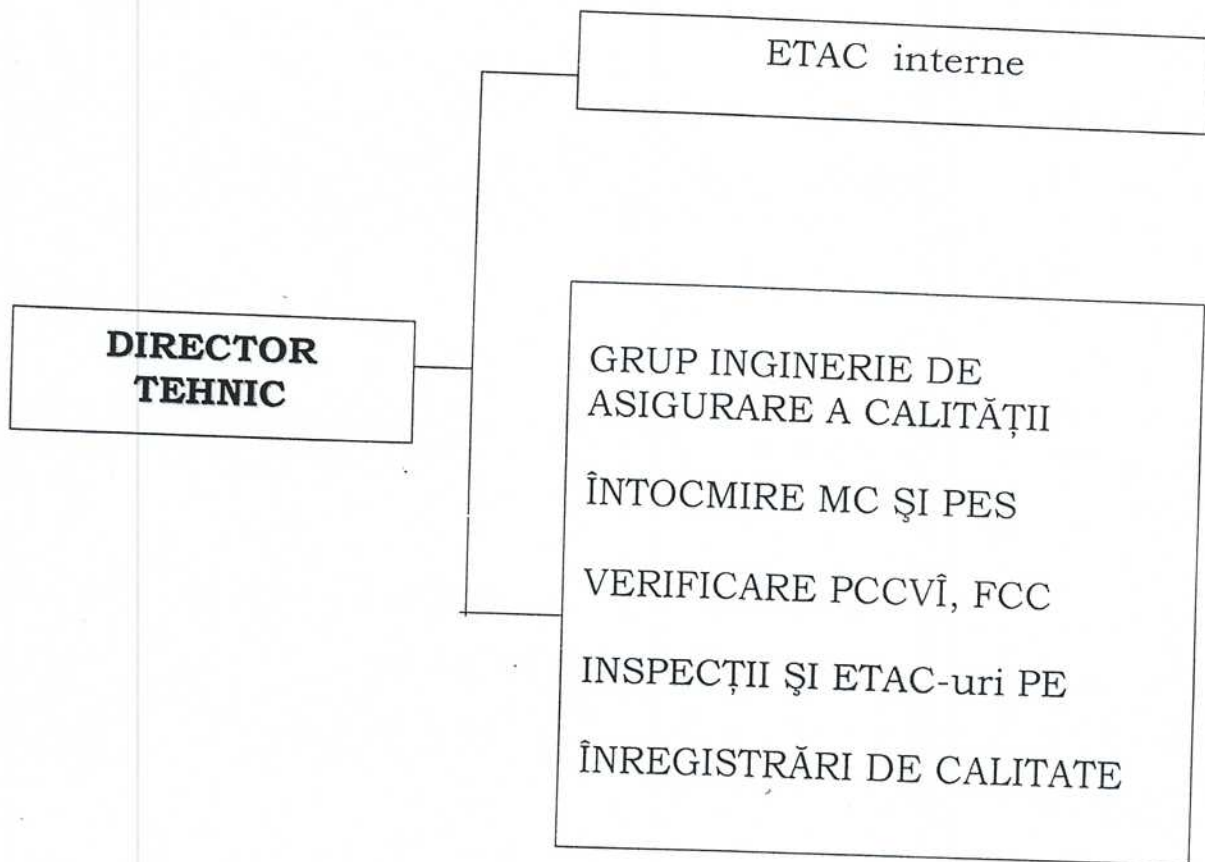 ETAC interne
DIRECTOR
TEHNIC
GRUP INGINERIE DE
ASIGURARE A CALITĂȚII
ÎNTOCMIRE MC ŞI PES
VERIFICARE PCCVÎ, FCC
INSPECȚII ŞI ETAC-uri PE
ÎNREGISTRĂRI DE CALITATE